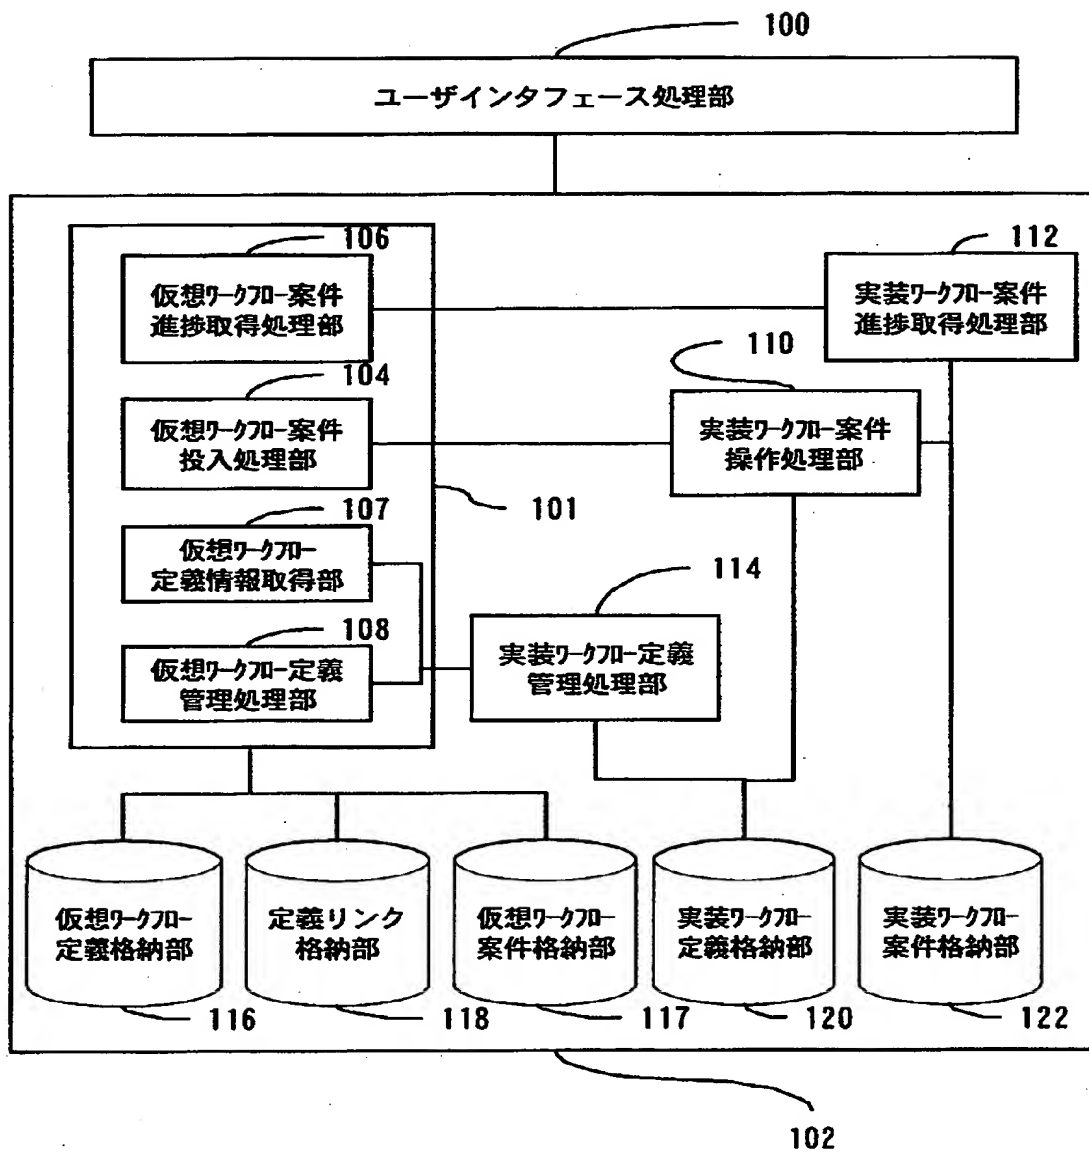 100
ユーザインタフェース処理部
106
仮想ワークフロー案件
進捗取得処理部
112
実装ワークフロー案件
進捗取得処理部
104
仮想ワークフロー案件
投入処理部
110
実装ワークフロー案件
操作処理部
101
107
仮想ワークフロー
定義情報取得部
108
仮想ワークフロー定義
管理処理部
114
実装ワークフロー定義
管理処理部
仮想ワークフロー
定義格納部
定義リンク
格納部
仮想ワークフロー
案件格納部
実装ワークフロー
定義格納部
実装ワークフロー
案件格納部
116
118
117
120
122
102